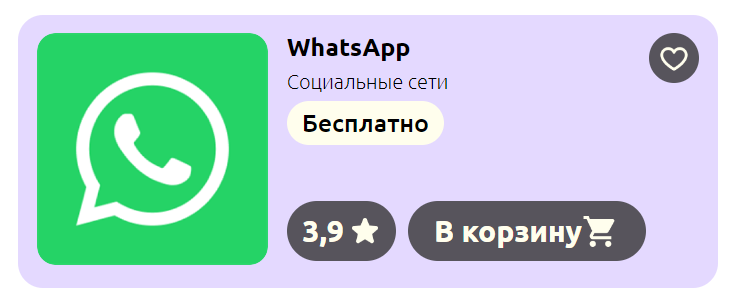 WhatsApp
Социальные сети
Бесплатно
3,9
В корзину